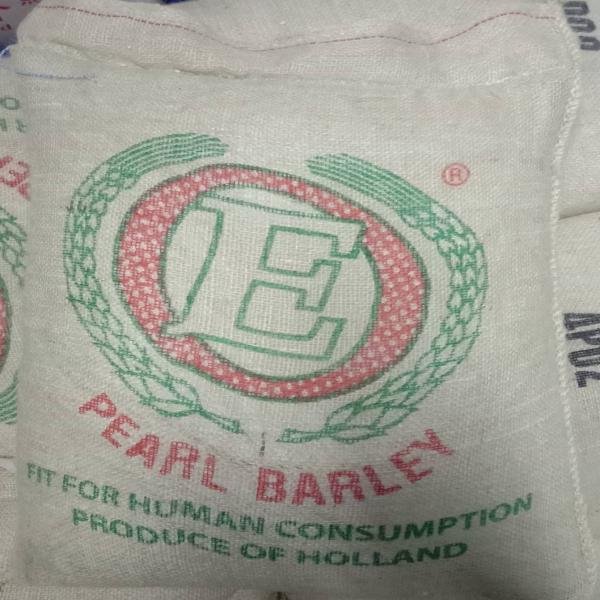 ®
E
PEARL BARLEY
FIT FOR HUMAN CONSUMPTION
PRODUCE OF HOLLAND